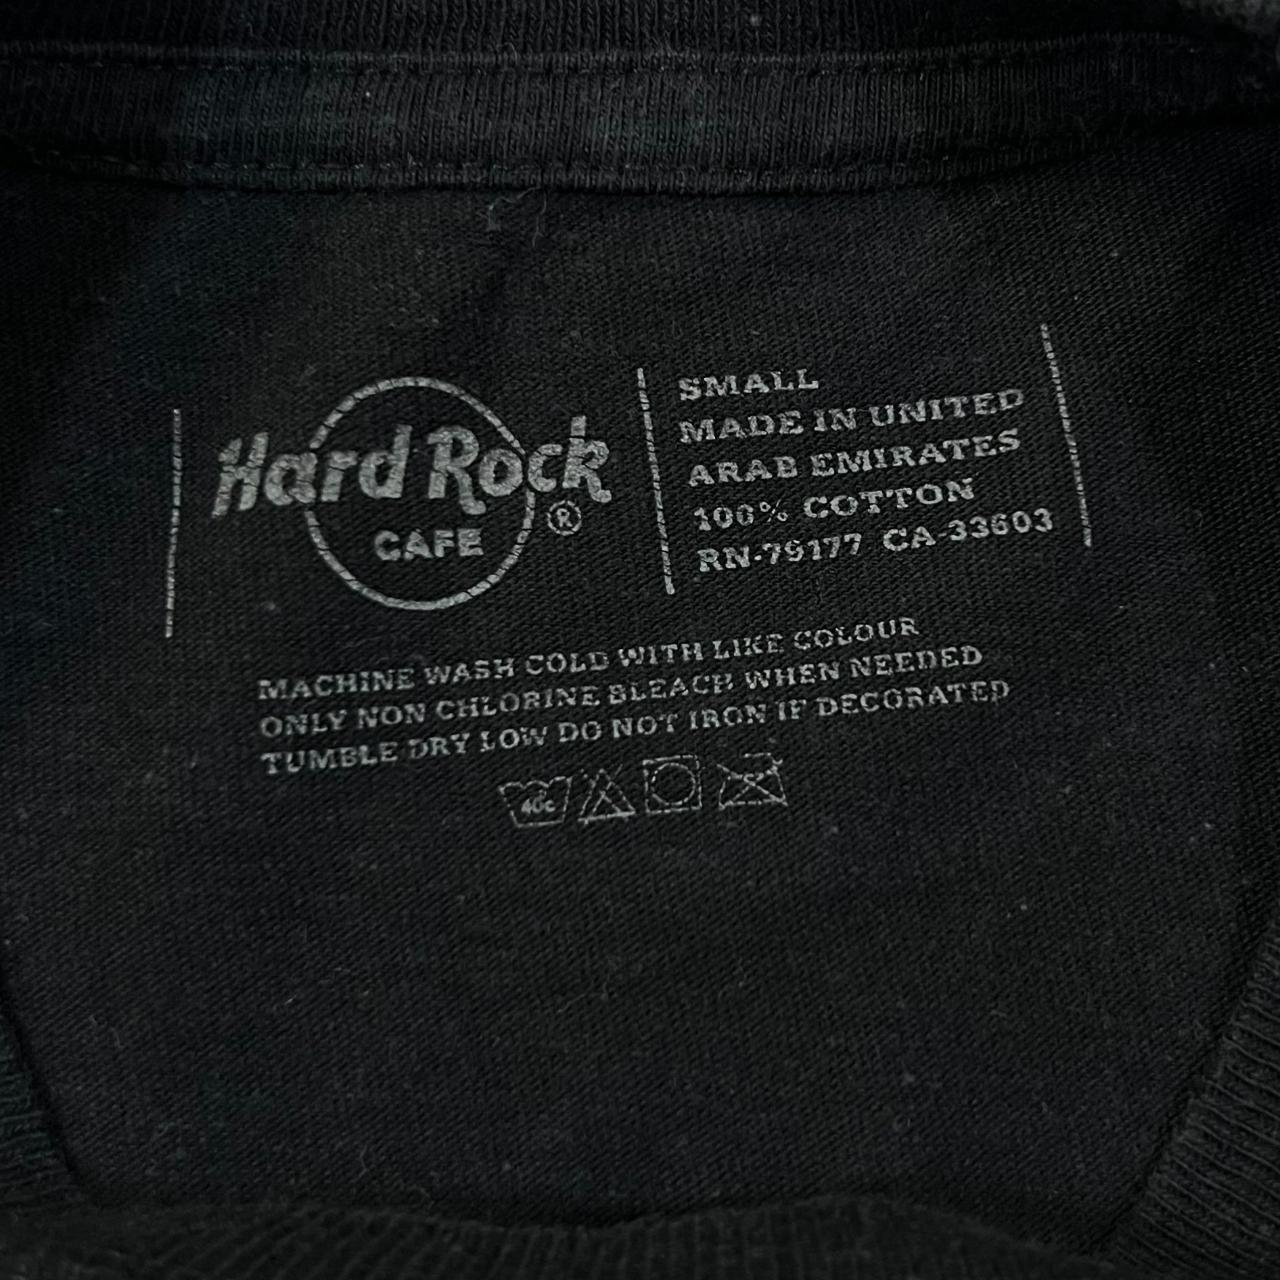 Hard Rock
CAFE
®
SMALL
MADE IN UNITED
ARAB EMIRATES
100% COTTON
RN-79177 CA-33603
MACHINE WASH COLD WITH LIKE COLOUR
ONLY NON CHLORINE BLEACH WHEN NEEDED
TUMBLE DRY LOW DO NOT IRON IF DECORATED
40c